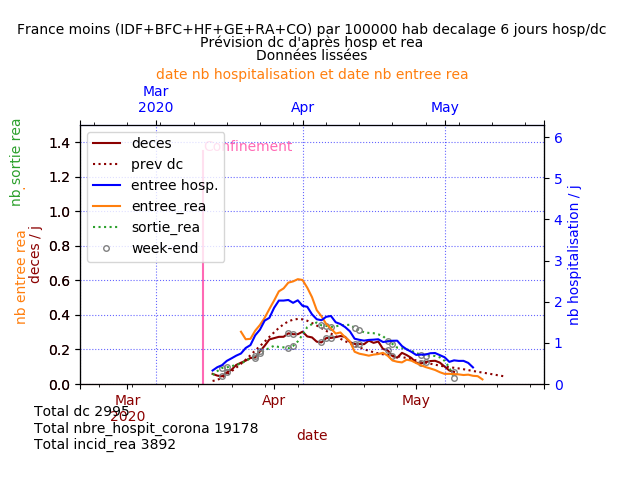 France moins (IDF+BFC+HF+GE+RA+CO) par 100000 hab decalage 6 jours hosp/dc
Prévision dc d'après hosp et rea
Données lissées
date nb hospitalisation et date nb entree rea
Mar
2020
Apr
May
Confinement
deces
prev dc
entree hosp.
entree_rea
sortie_rea
week-end
nb sortie rea
nb entree rea
deces / j
1.4
1.2
1.0
0.8
0.6
0.4
0.2
0.0
6
5
4
3
2
1
0
nb hospitalisation / j
Mar
2020
Apr
May
date
Total dc 2995
Total nbre_hospit_corona 19178
Total incid_rea 3892